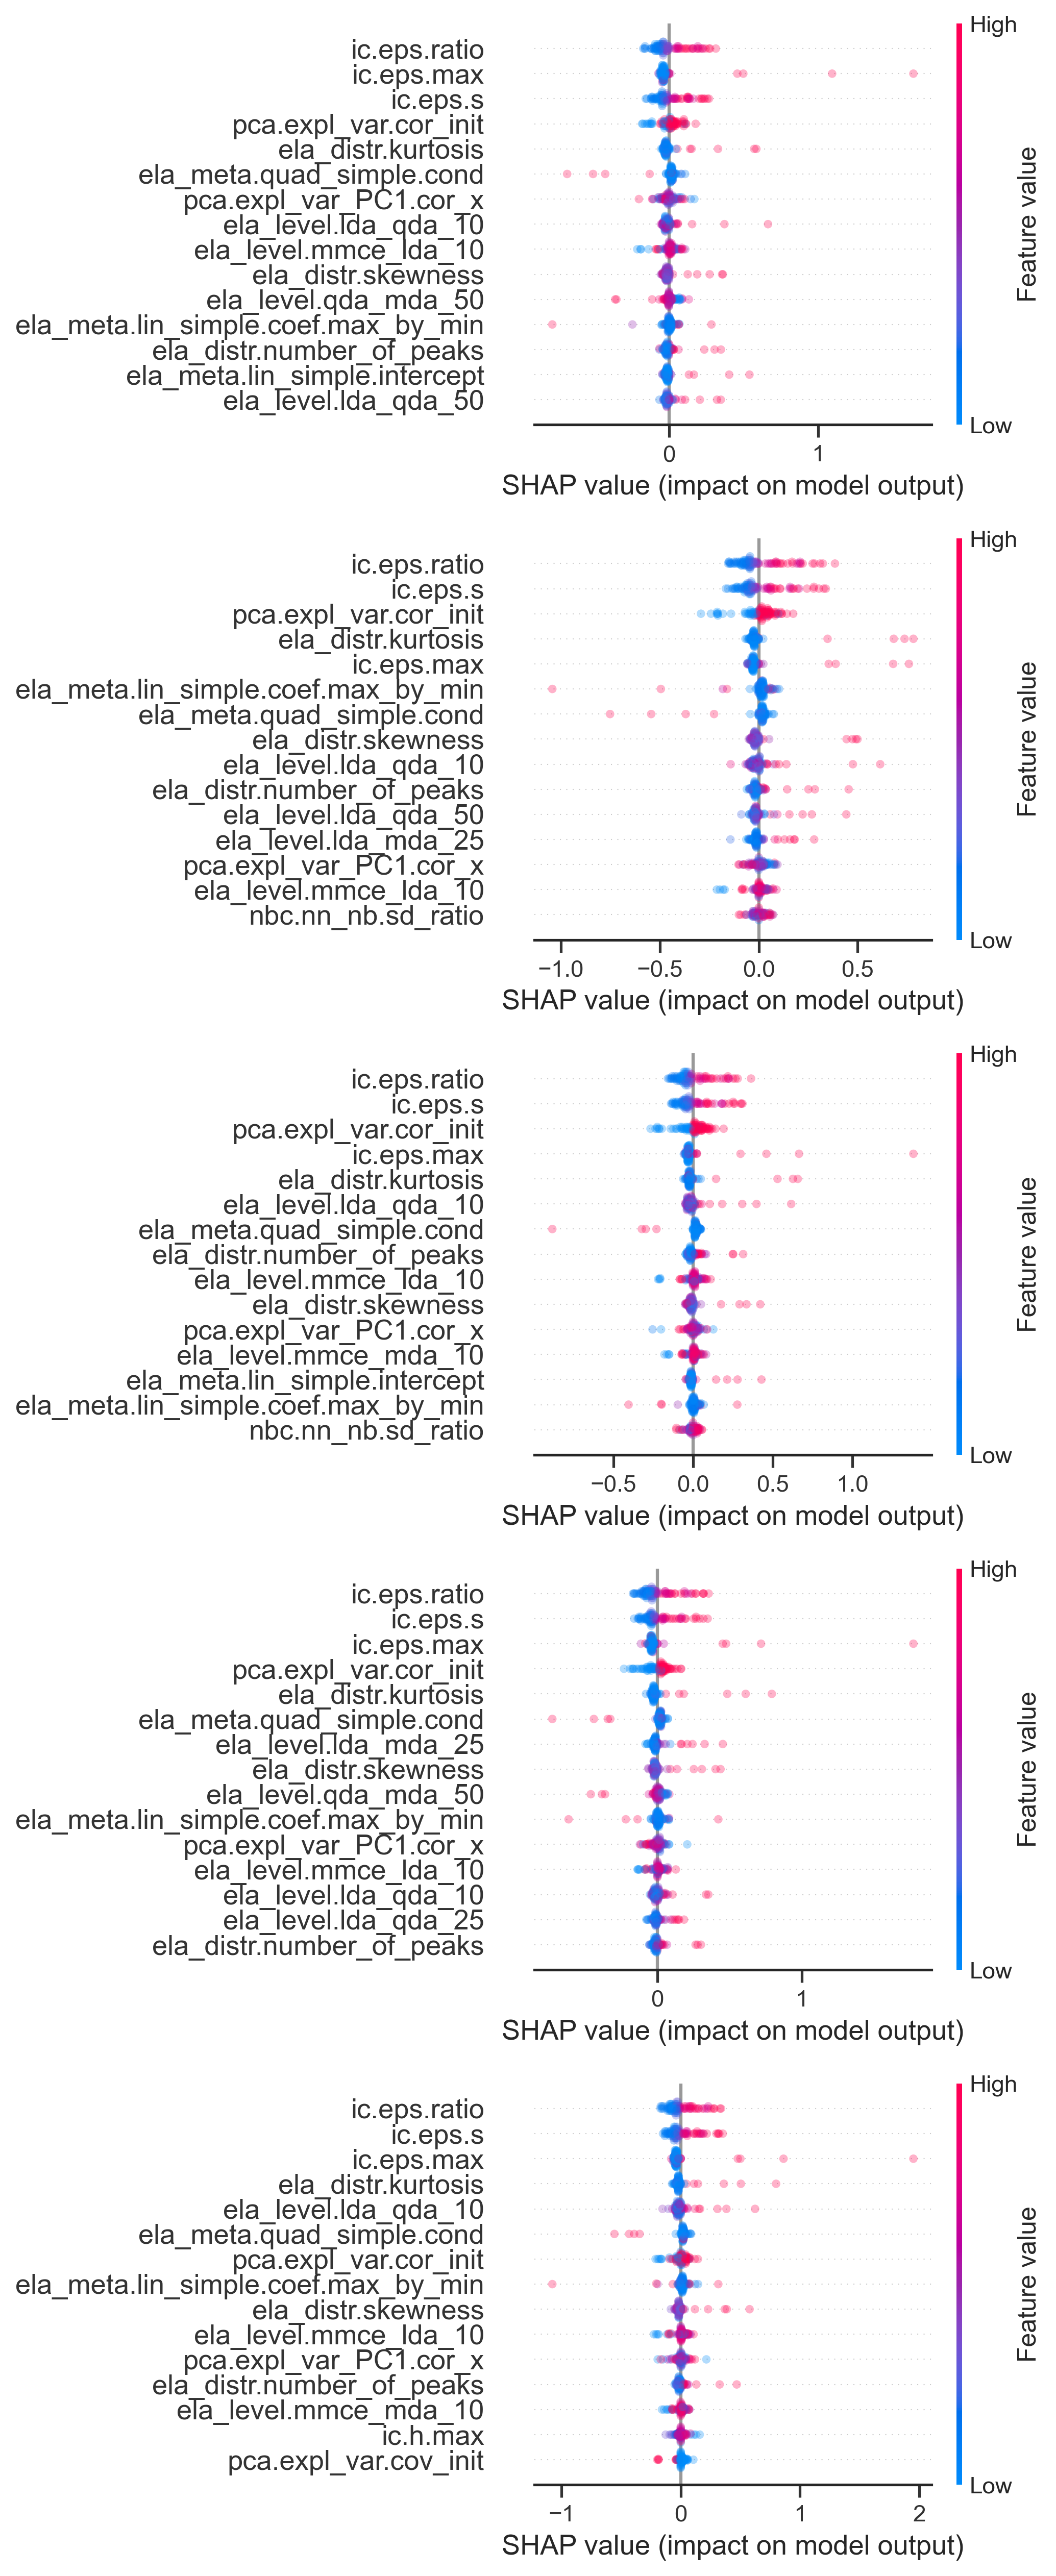 High
ic.eps.ratio
ic.eps.max
ic.eps.s
pca.expl_var.cor_init
ela_distr.kurtosis
ela_meta.quad_simple.cond
pca.expl_var_PC1.cor_x
ela_level.lda_qda_10
ela_level.mmce_lda_10
ela_distr.skewness
ela_level.qda_mda_50
ela_meta.lin_simple.coef.max_by_min
ela_distr.number_of_peaks
ela_meta.lin_simple.intercept
ela_level.lda_qda_50
Feature value
Low
0 1
SHAP value (impact on model output)
High
ic.eps.ratio
ic.eps.s
pca.expl_var.cor_init
ela_distr.kurtosis
ic.eps.max
ela_meta.lin_simple.coef.max_by_min
ela_meta.quad_simple.cond
ela_distr.skewness
ela_level.lda_qda_10
ela_distr.number_of_peaks
ela_level.lda_qda_50
ela_level.lda_mda_25
pca.expl_var_PC1.cor_x
ela_level.mmce_lda_10
nbc.nn_nb.sd_ratio
Feature value
Low
−1.0 −0.5 0.0 0.5
SHAP value (impact on model output)
High
ic.eps.ratio
ic.eps.s
pca.expl_var.cor_init
ic.eps.max
ela_distr.kurtosis
ela_level.lda_qda_10
ela_meta.quad_simple.cond
ela_distr.number_of_peaks
ela_level.mmce_lda_10
ela_distr.skewness
pca.expl_var_PC1.cor_x
ela_level.mmce_mda_10
ela_meta.lin_simple.intercept
ela_meta.lin_simple.coef.max_by_min
nbc.nn_nb.sd_ratio
Feature value
Low
−0.5 0.0 0.5 1.0
SHAP value (impact on model output)
High
ic.eps.ratio
ic.eps.s
ic.eps.max
pca.expl_var.cor_init
ela_distr.kurtosis
ela_meta.quad_simple.cond
ela_level.lda_mda_25
ela_distr.skewness
ela_level.qda_mda_50
ela_meta.lin_simple.coef.max_by_min
pca.expl_var_PC1.cor_x
ela_level.mmce_lda_10
ela_level.lda_qda_10
ela_level.lda_qda_25
ela_distr.number_of_peaks
Feature value
Low
0 1
SHAP value (impact on model output)
High
ic.eps.ratio
ic.eps.s
ic.eps.max
ela_distr.kurtosis
ela_level.lda_qda_10
ela_meta.quad_simple.cond
pca.expl_var.cor_init
ela_meta.lin_simple.coef.max_by_min
ela_distr.skewness
ela_level.mmce_lda_10
pca.expl_var_PC1.cor_x
ela_distr.number_of_peaks
ela_level.mmce_mda_10
ic.h.max
pca.expl_var.cov_init
Feature value
Low
−1 0 1 2
SHAP value (impact on model output)